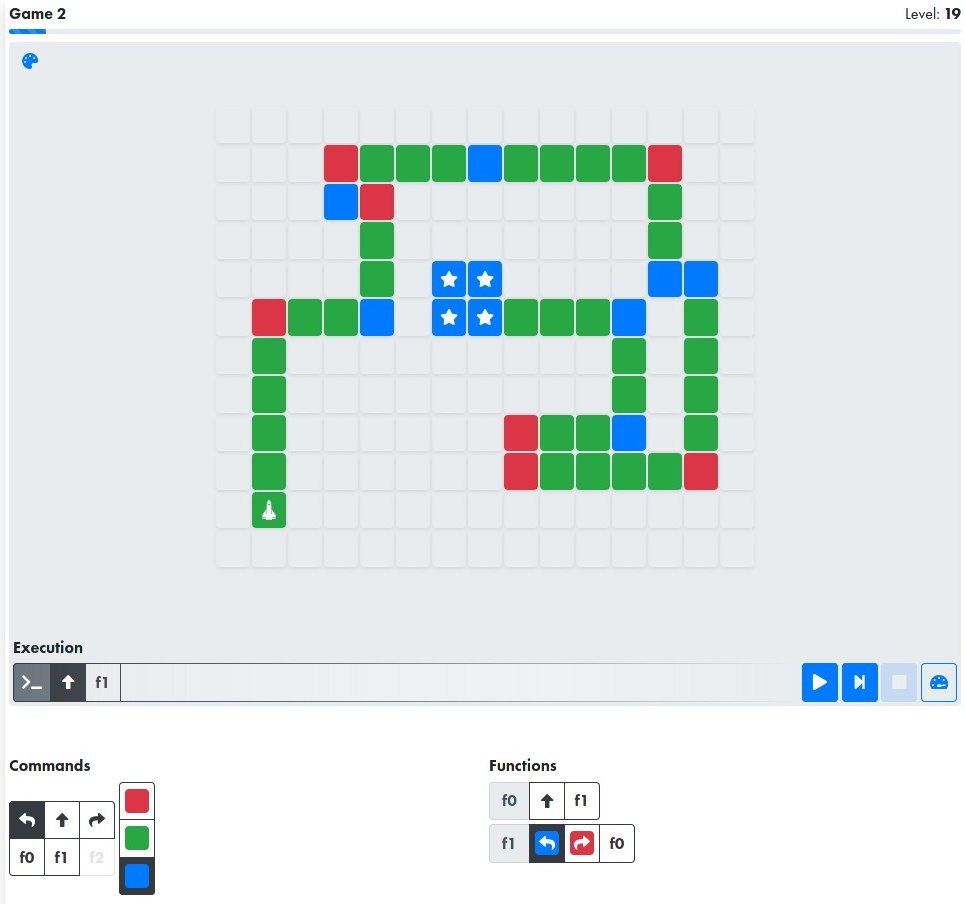 Game 2
Level: 19
Execution
f1
Commands
Functions
f0 f1
f0 f1 f2
f1 f0